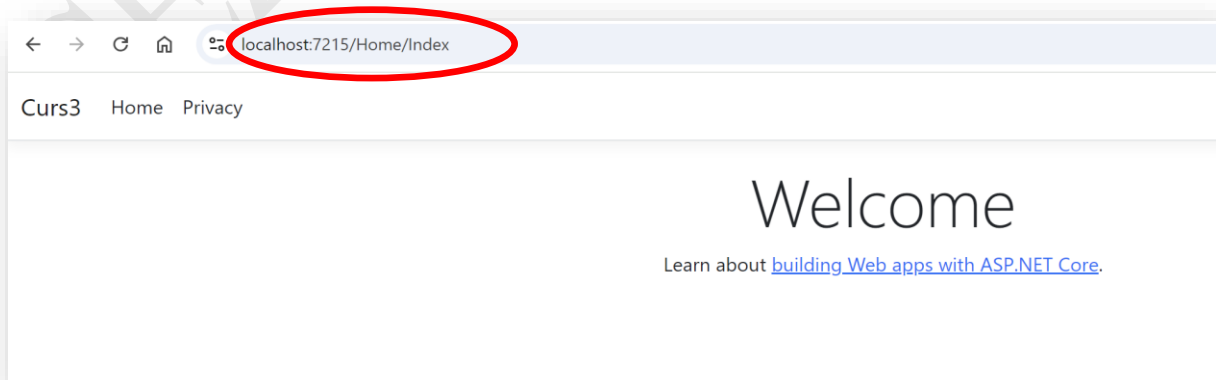 localhost:7215/Home/Index
Curs3 Home Privacy
Welcome
Learn about building Web apps with ASP.NET Core.